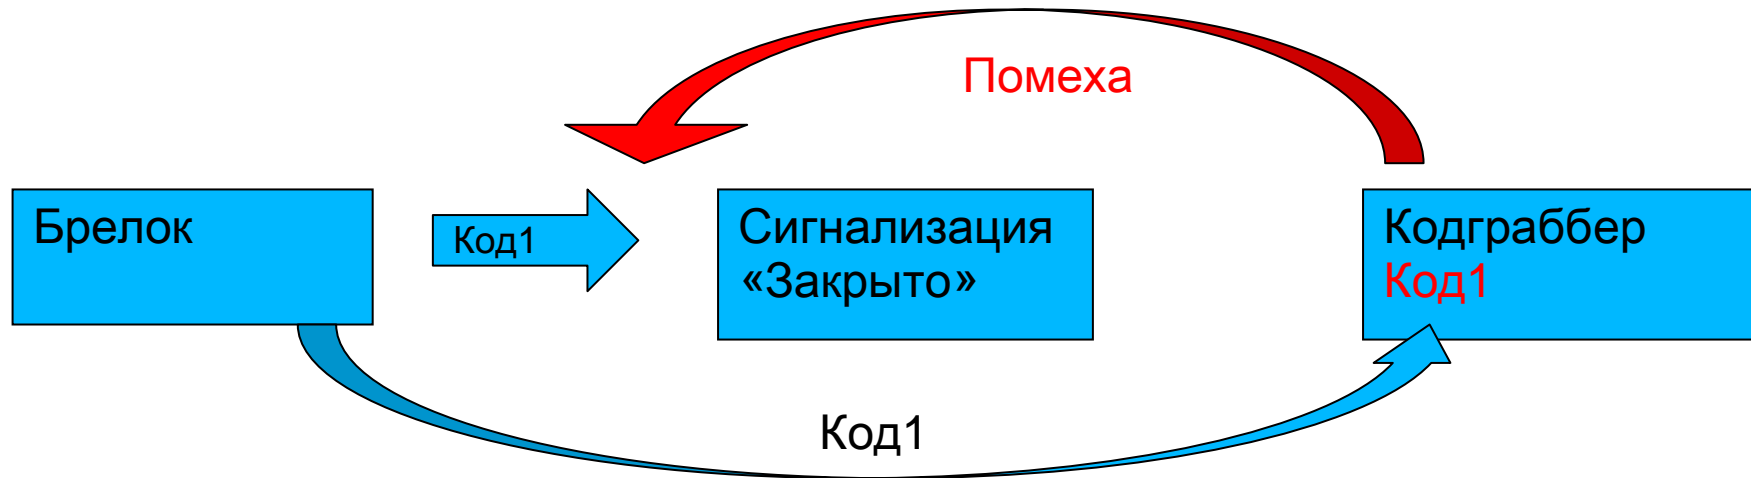 Помеха
Брелок
Код1
Сигнализация
«Закрыто»
Кодграббер
Код1
Код1